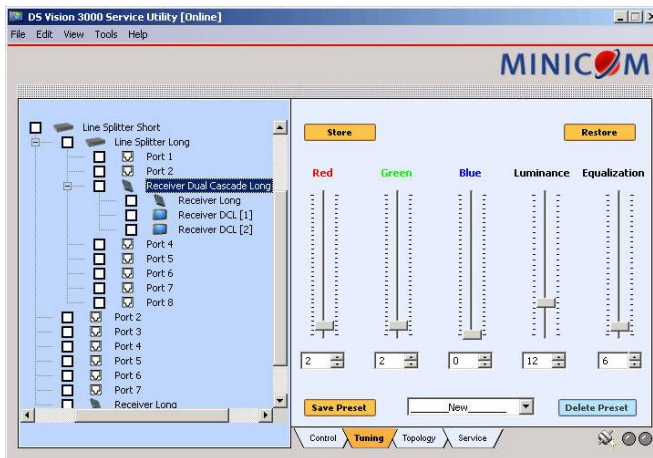 DS Vision 3000 Service Utility [Online]
File Edit View Tools Help
MINICOM
Line Splitter Short
Line Splitter Long
Port 1
Port 2
Receiver Dual Cascade Long
Receiver Long
Receiver DCL [1]
Receiver DCL [2]
Port 4
Port 5
Port 6
Port 7
Port 8
Port 2
Port 3
Port 4
Port 5
Port 6
Port 7
Receiver Long
Store Restore
Red Green Blue Luminance Equalization
2 2 0 12 6
Save Preset ____New____ Delete Preset
Control Tuning Topology Service